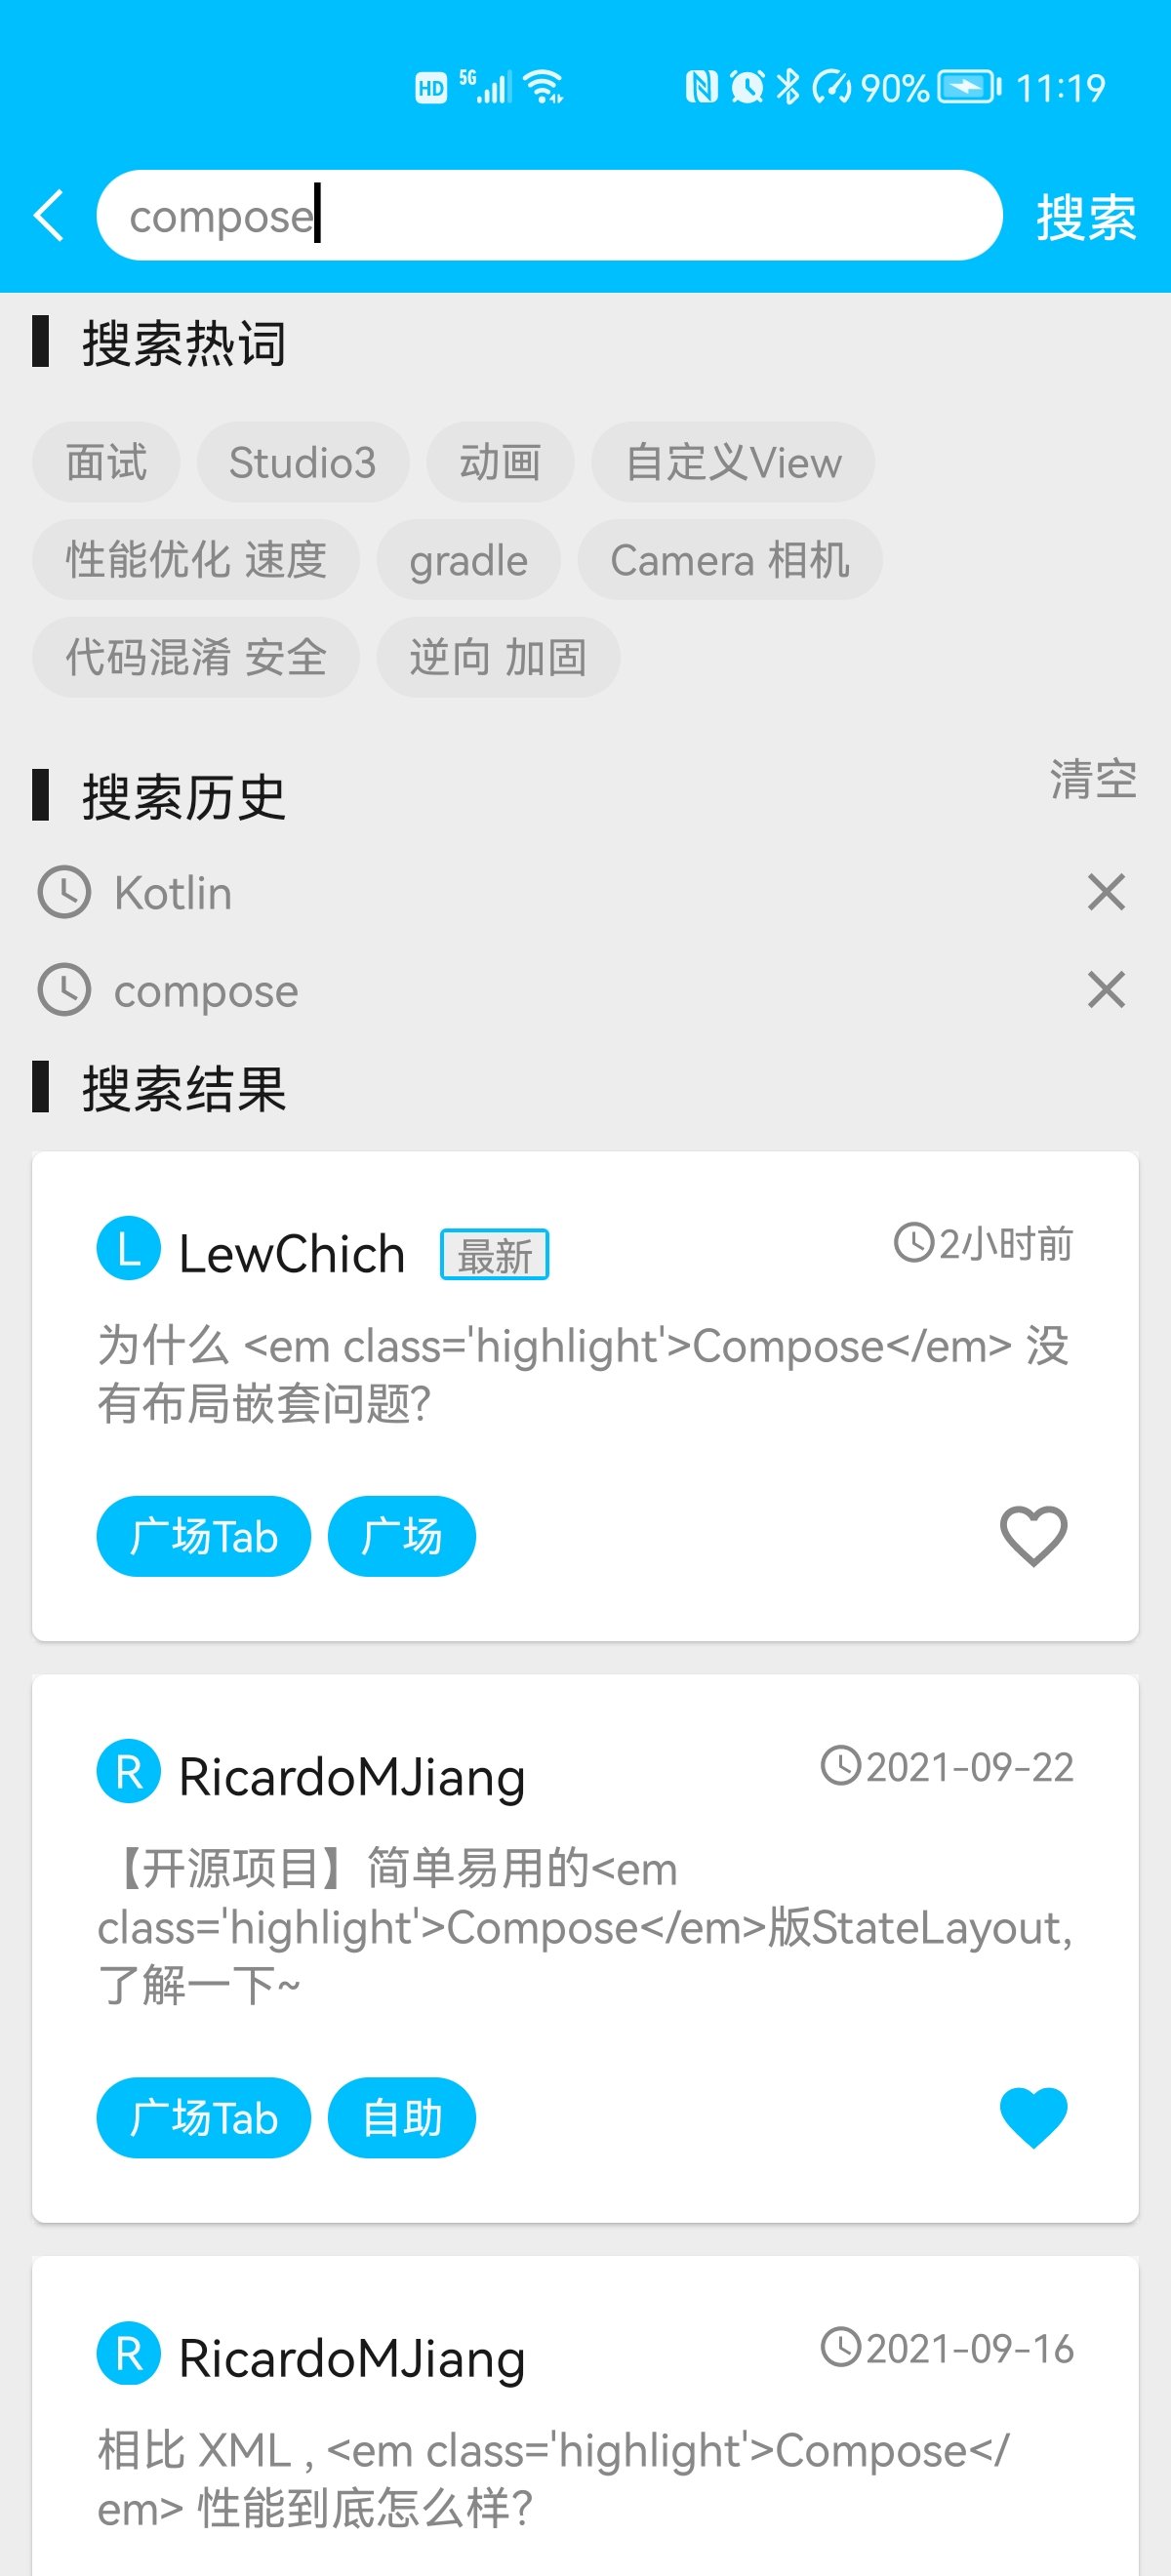 HD 5G 90% 11:19
compose 搜索
搜索热词
面试 Studio3 动画 自定义View
性能优化 速度 gradle Camera 相机
代码混淆 安全 逆向 加固
搜索历史 清空
Kotlin
compose
搜索结果
L LewChich 最新 2小时前
为什么 <em class='highlight'>Compose</em> 没
有布局嵌套问题?
广场Tab 广场
R RicardoMJiang 2021-09-22
【开源项目】简单易用的<em
class='highlight'>Compose</em>版StateLayout,
了解一下~
广场Tab 自助
R RicardoMJiang 2021-09-16
相比 XML , <em class='highlight'>Compose</
em> 性能到底怎么样?